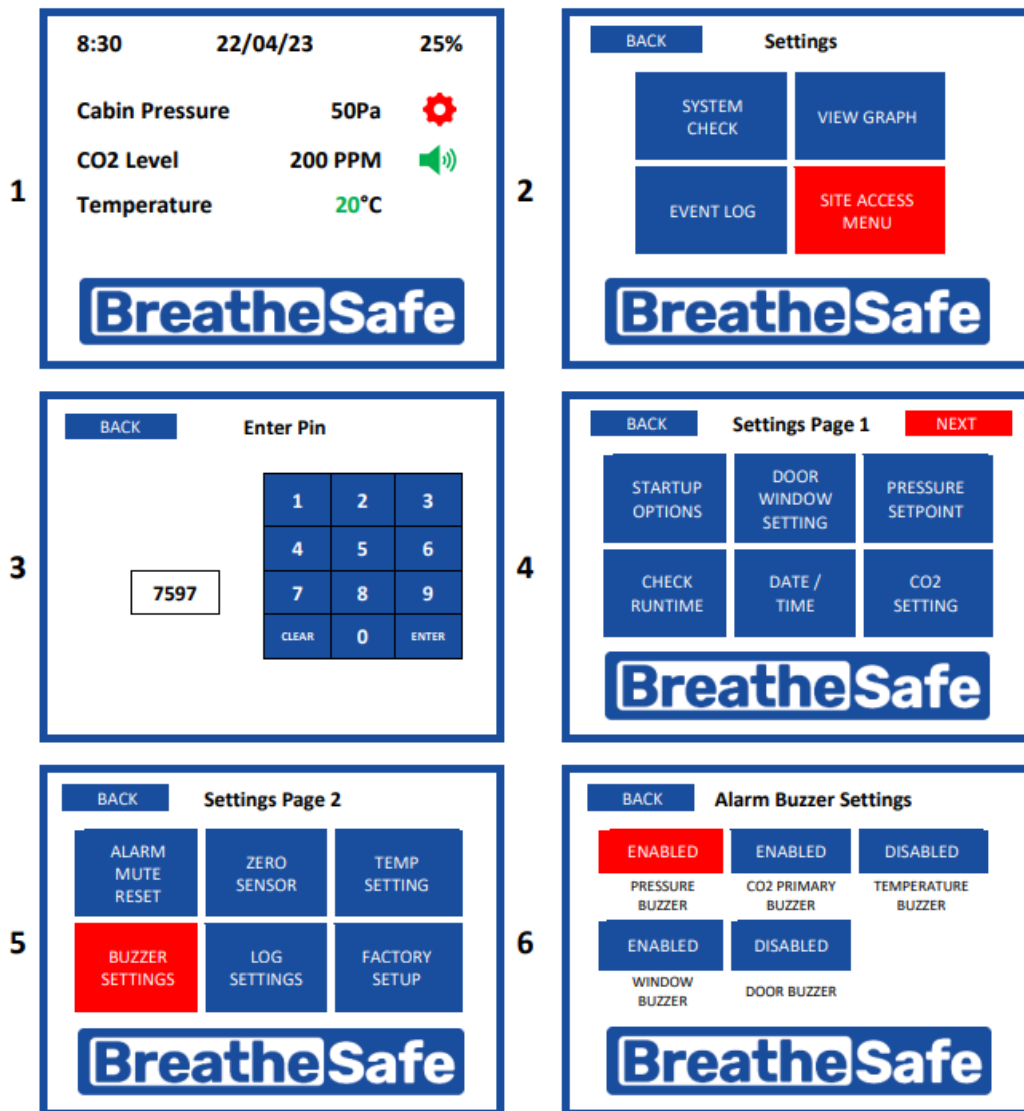 1
8:30 22/04/23 25%
Cabin Pressure 50Pa
CO2 Level 200 PPM
Temperature 20°C
BreatheSafe
2
BACK Settings
SYSTEM
CHECK
VIEW GRAPH
EVENT LOG
SITE ACCESS
MENU
BreatheSafe
3
BACK Enter Pin
7597
1 2 3
4 5 6
7 8 9
CLEAR 0 ENTER
4
BACK Settings Page 1 NEXT
STARTUP
OPTIONS
DOOR
WINDOW
SETTING
PRESSURE
SETPOINT
CHECK
RUNTIME
DATE /
TIME
CO2
SETTING
BreatheSafe
5
BACK Settings Page 2
ALARM
MUTE
RESET
ZERO
SENSOR
TEMP
SETTING
BUZZER
SETTINGS
LOG
SETTINGS
FACTORY
SETUP
BreatheSafe
6
BACK Alarm Buzzer Settings
ENABLED
PRESSURE
BUZZER
ENABLED
CO2 PRIMARY
BUZZER
DISABLED
TEMPERATURE
BUZZER
ENABLED
WINDOW
BUZZER
DISABLED
DOOR BUZZER
BreatheSafe